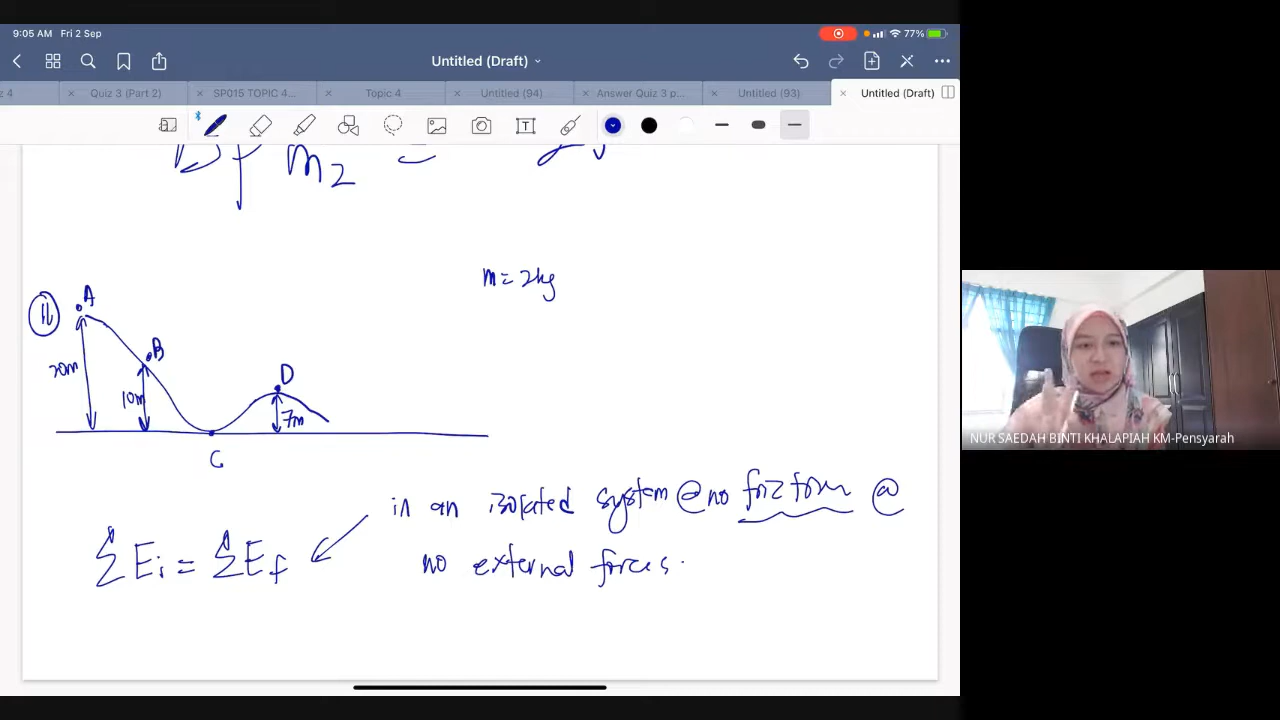 9:05 AM Fri 2 Sep
77%
Untitled (Draft)
z 4
Quiz 3 (Part 2)
SP015 TOPIC 4...
Topic 4
Untitled (94)
Answer Quiz 3 p...
Untitled (93)
Untitled (Draft)
T
m2
m = 2kg
11
A
B
20m
10m
D
7m
C
in an isolated system @ no
@
ΣEi = ΣEf
no external forces.
NUR SAEDAH BINTI KHALAPIAH KM-Pensyarah